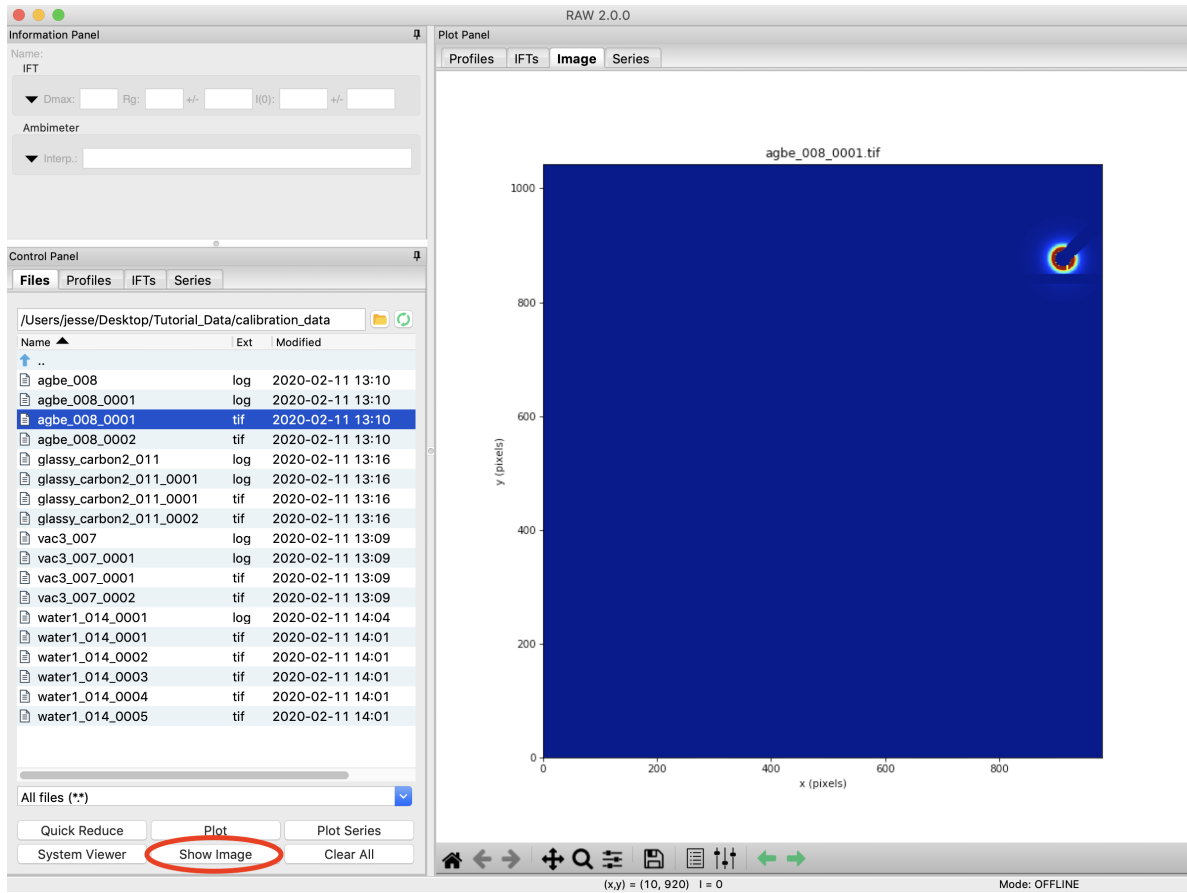 RAW 2.0.0
Information Panel
Name:
IFT
Dmax: Rg: +/- I(0): +/-
Ambimeter
Interp.:
Control Panel
Files Profiles IFTs Series
/Users/jesse/Desktop/Tutorial_Data/calibration_data
Name Ext Modified
..
agbe_008 log 2020-02-11 13:10
agbe_008_0001 log 2020-02-11 13:10
agbe_008_0001 tif 2020-02-11 13:10
agbe_008_0002 tif 2020-02-11 13:10
glassy_carbon2_011 log 2020-02-11 13:16
glassy_carbon2_011_0001 log 2020-02-11 13:16
glassy_carbon2_011_0001 tif 2020-02-11 13:16
glassy_carbon2_011_0002 tif 2020-02-11 13:16
vac3_007 log 2020-02-11 13:09
vac3_007_0001 log 2020-02-11 13:09
vac3_007_0001 tif 2020-02-11 13:09
vac3_007_0002 tif 2020-02-11 13:09
water1_014_0001 log 2020-02-11 14:04
water1_014_0001 tif 2020-02-11 14:01
water1_014_0002 tif 2020-02-11 14:01
water1_014_0003 tif 2020-02-11 14:01
water1_014_0004 tif 2020-02-11 14:01
water1_014_0005 tif 2020-02-11 14:01
All files (*.*)
Quick Reduce Plot Plot Series
System Viewer Show Image Clear All
Plot Panel
Profiles IFTs Image Series
agbe_008_0001.tif
1000
800
600
400
200
0
y (pixels)
0 200 400 600 800
x (pixels)
(x,y) = (10, 920) I = 0 Mode: OFFLINE